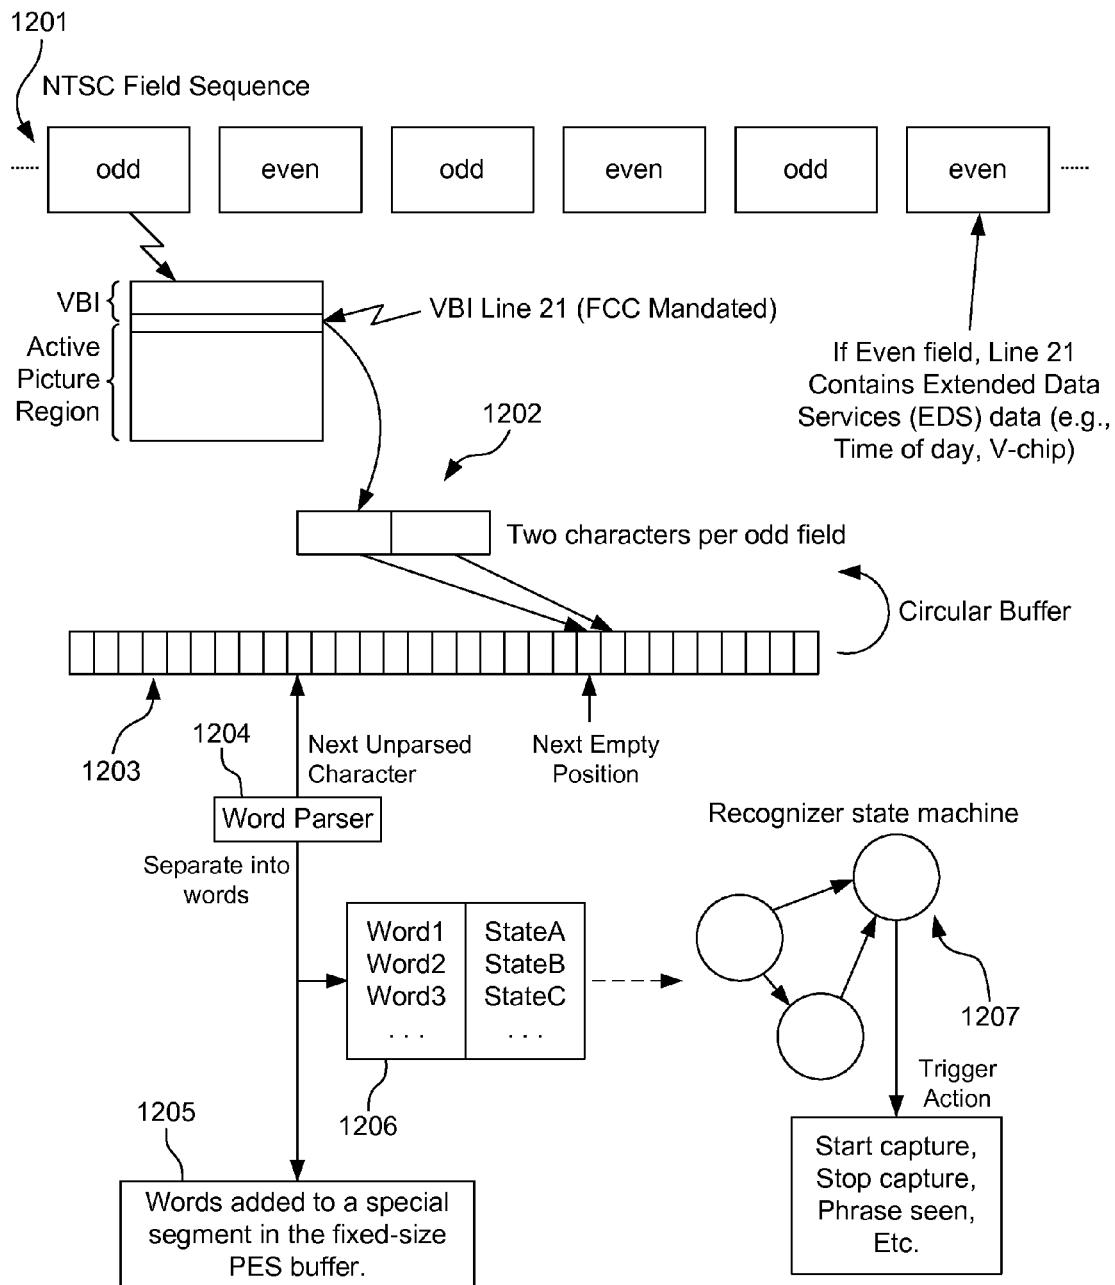 1201
NTSC Field Sequence
...... odd even odd even odd even ......
VBI
VBI Line 21 (FCC Mandated)
Active
Picture
Region
If Even field, Line 21
Contains Extended Data
Services (EDS) data (e.g.,
Time of day, V-chip)
1202
Two characters per odd field
Circular Buffer
1203
1204
Next Unparsed
Character
Next Empty
Position
Word Parser
Separate into
words
Recognizer state machine
Word1 StateA
Word2 StateB
Word3 StateC
. . . . . .
1207
1206
Trigger
Action
1205
Words added to a special
segment in the fixed-size
PES buffer.
Start capture,
Stop capture,
Phrase seen,
Etc.